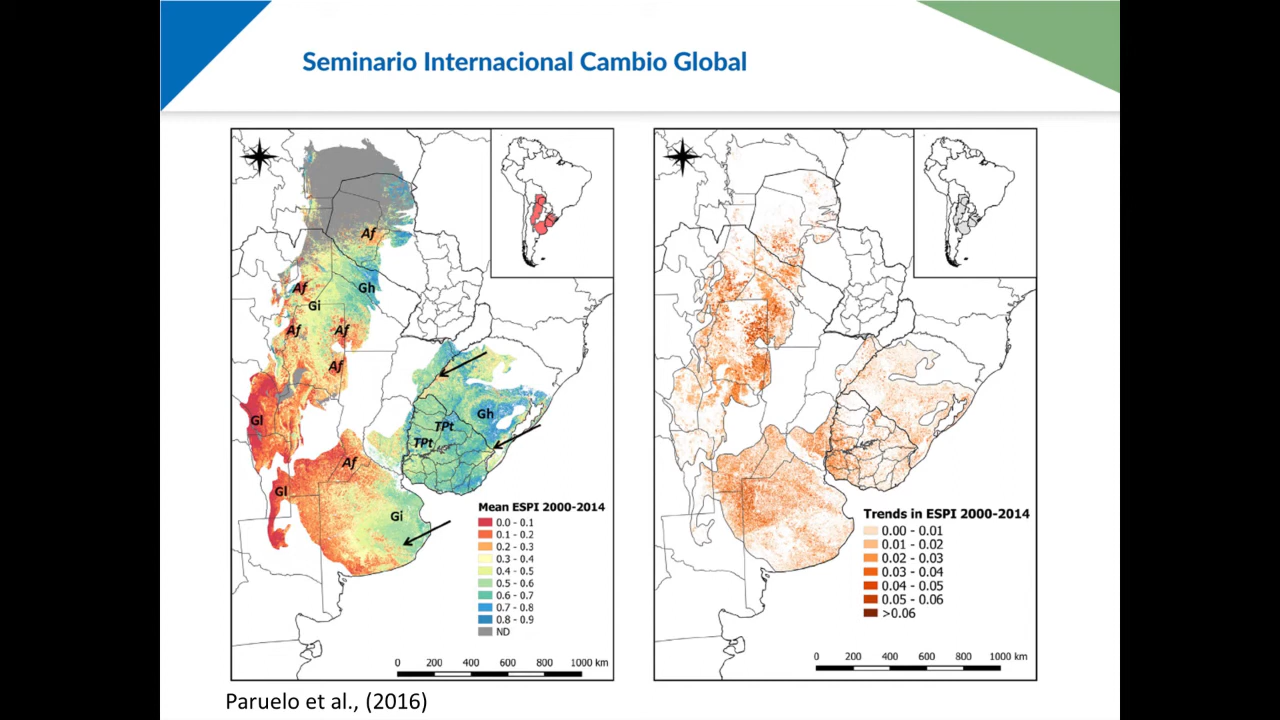 Seminario Internacional Cambio Global
Af
Af
Gh
Gi
Af
Af
Af
Gl
Gh
TPt
TPt
Af
Gl
Gi
Mean ESPI 2000-2014
0.0 - 0.1
0.1 - 0.2
0.2 - 0.3
0.3 - 0.4
0.4 - 0.5
0.5 - 0.6
0.6 - 0.7
0.7 - 0.8
0.8 - 0.9
ND
0 200 400 600 800 1000 km
Trends in ESPI 2000-2014
0.00 - 0.01
0.01 - 0.02
0.02 - 0.03
0.03 - 0.04
0.04 - 0.05
0.05 - 0.06
>0.06
0 200 400 600 800 1000 km
Paruelo et al., (2016)